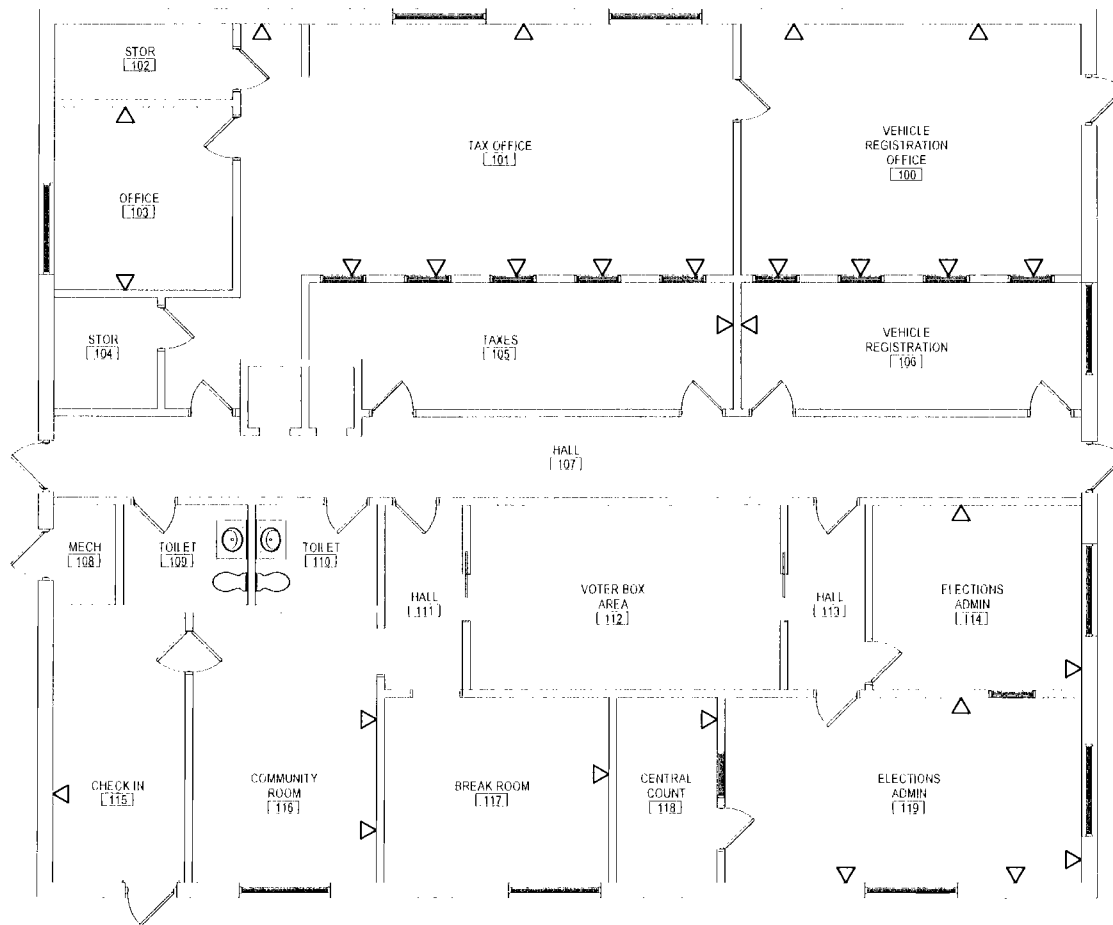 STOR
102
OFFICE
103
TAX OFFICE
101
VEHICLE
REGISTRATION
OFFICE
100
STOR
104
TAXES
105
VEHICLE
REGISTRATION
106
HALL
107
MECH
108
TOILET
109
TOILET
110
HALL
111
VOTER BOX
AREA
112
HALL
113
ELECTIONS
ADMIN
114
CHECK IN
115
COMMUNITY
ROOM
116
BREAK ROOM
117
CENTRAL
COUNT
118
ELECTIONS
ADMIN
119